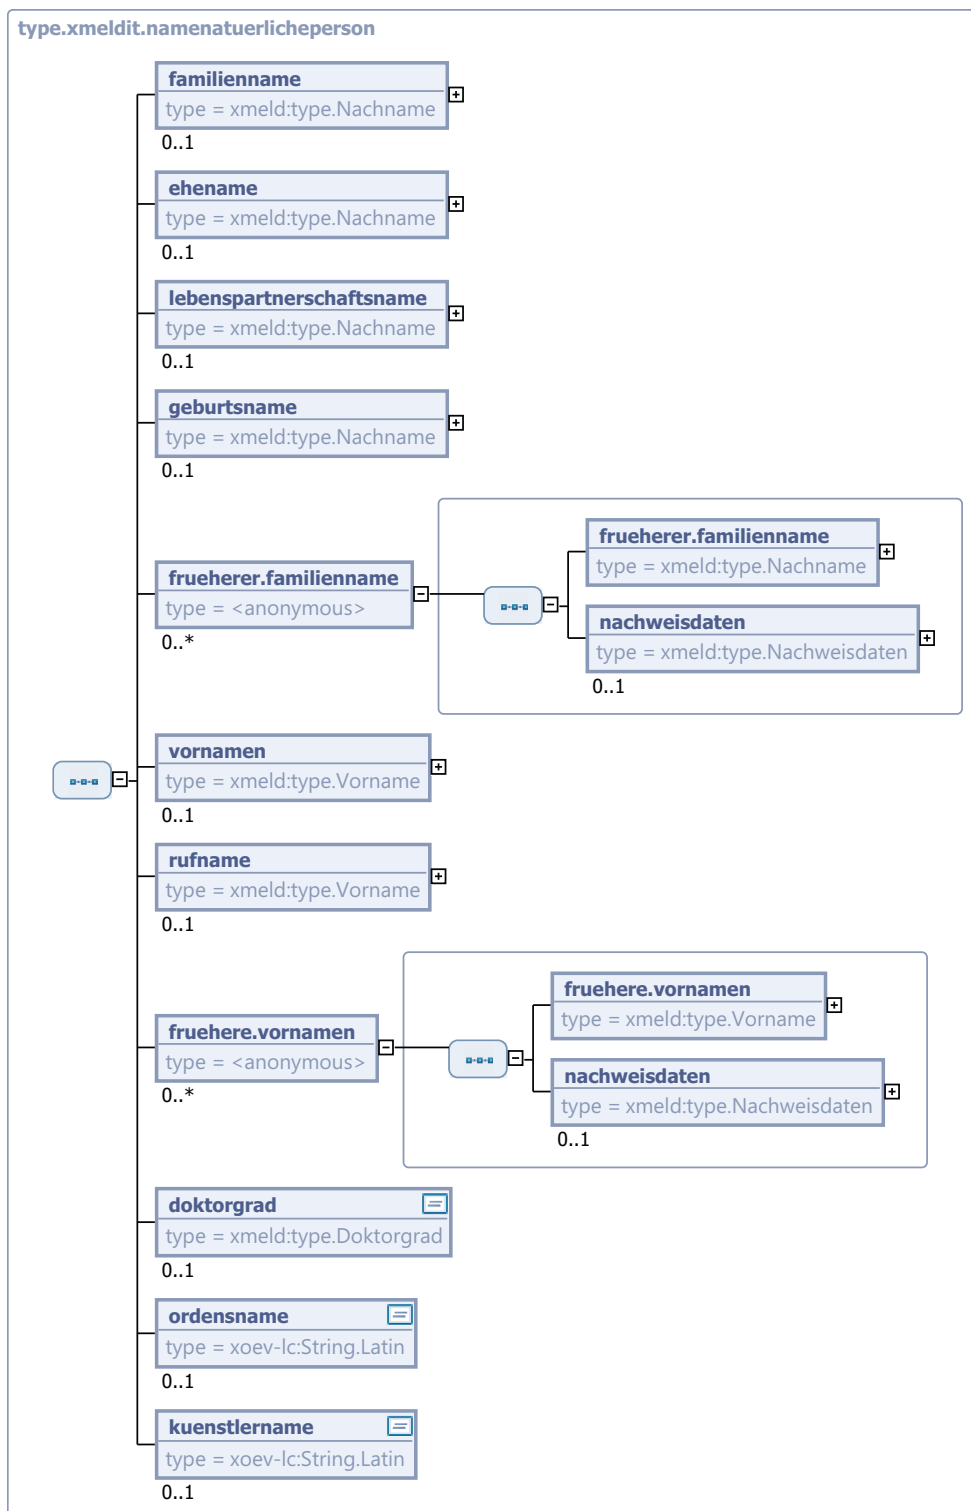 type.xmeldit.namenatuerlicheperson
familienname
type = xmeld:type.Nachname
0..1
ehename
type = xmeld:type.Nachname
0..1
lebenspartnerschaftsname
type = xmeld:type.Nachname
0..1
geburtsname
type = xmeld:type.Nachname
0..1
frueherer.familienname
type = <anonymous>
0..*
frueherer.familienname
type = xmeld:type.Nachname
nachweisdaten
type = xmeld:type.Nachweisdaten
0..1
vornamen
type = xmeld:type.Vorname
0..1
rufname
type = xmeld:type.Vorname
0..1
fruehere.vornamen
type = <anonymous>
0..*
fruehere.vornamen
type = xmeld:type.Vorname
nachweisdaten
type = xmeld:type.Nachweisdaten
0..1
doktorgrad
type = xmeld:type.Doktorgrad
0..1
ordensname
type = xoev-lc:String.Latin
0..1
kuenstlername
type = xoev-lc:String.Latin
0..1